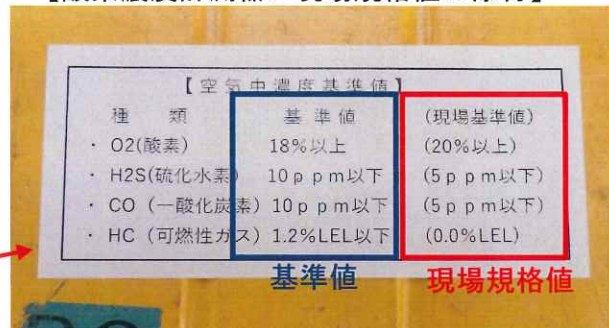 【空気中濃度基準値】
種 類 基 準 値 (現場基準値)
・ O2(酸素) 18%以上 (20%以上)
・ H2S(硫化水素) 10ppm以下 (5ppm以下)
・ CO (一酸化炭素) 10ppm以下 (5ppm以下)
・ HC (可燃性ガス) 1.2%LEL以下 (0.0%LEL)
基準値 現場規格値